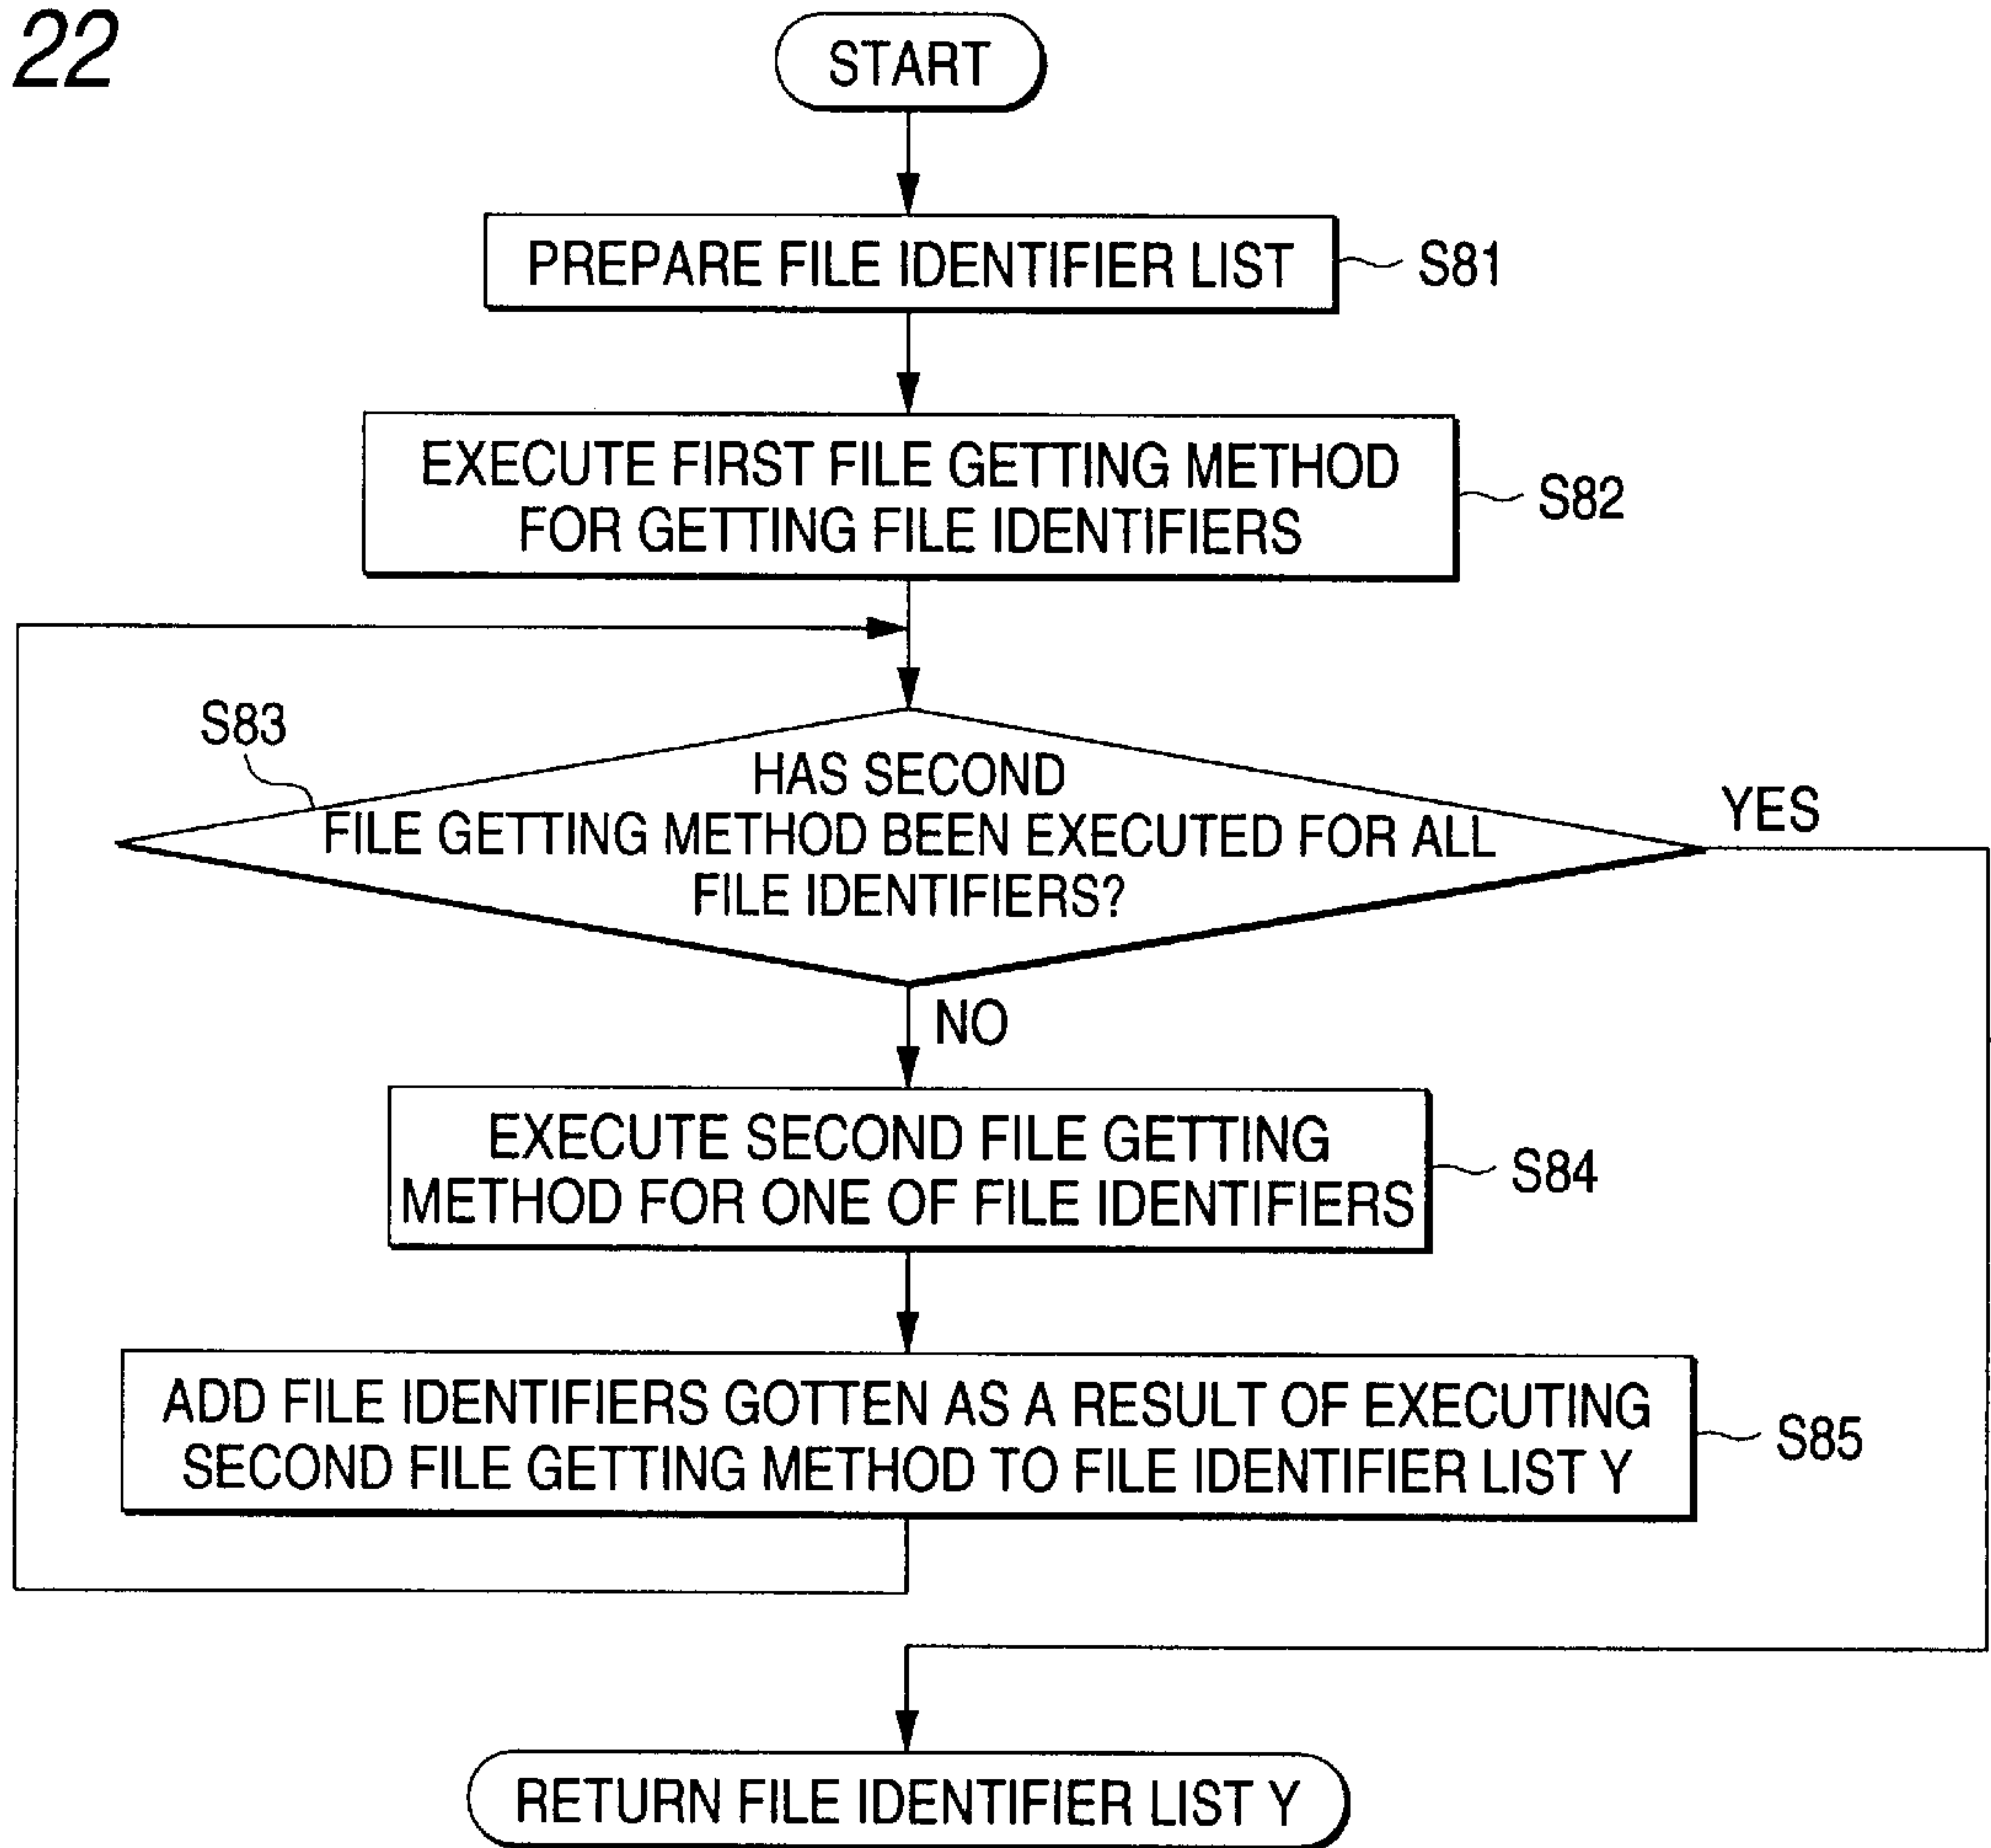 22
START
PREPARE FILE IDENTIFIER LIST
S81
EXECUTE FIRST FILE GETTING METHOD
FOR GETTING FILE IDENTIFIERS
S82
S83
HAS SECOND
FILE GETTING METHOD BEEN EXECUTED FOR ALL
FILE IDENTIFIERS?
YES
NO
EXECUTE SECOND FILE GETTING
METHOD FOR ONE OF FILE IDENTIFIERS
S84
ADD FILE IDENTIFIERS GOTTEN AS A RESULT OF EXECUTING
SECOND FILE GETTING METHOD TO FILE IDENTIFIER LIST Y
S85
RETURN FILE IDENTIFIER LIST Y